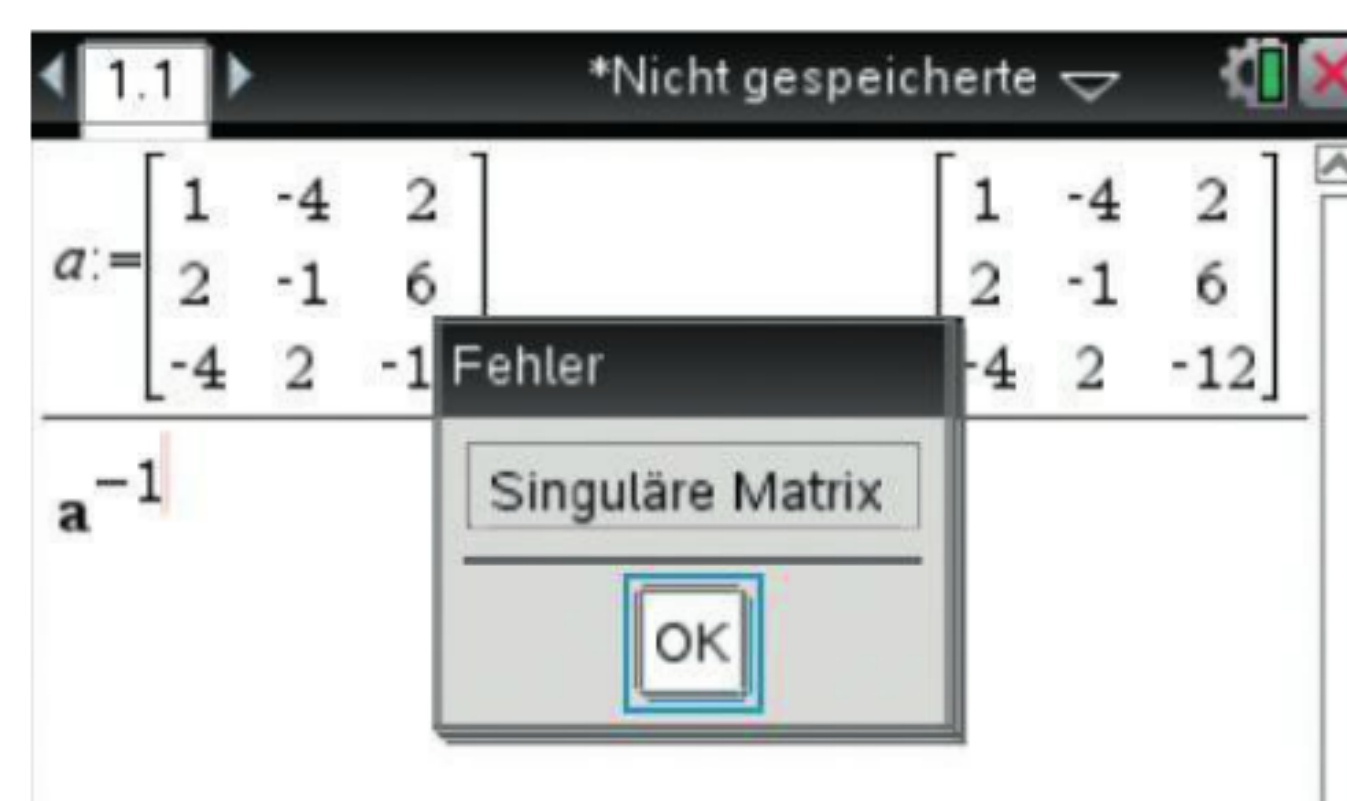 1.1 *Nicht gespeicherte
1 -4 2 1 -4 2
a:= 2 -1 6 2 -1 6
-4 2 -1 -4 2 -12
Fehler
a⁻¹
Singuläre Matrix
OK